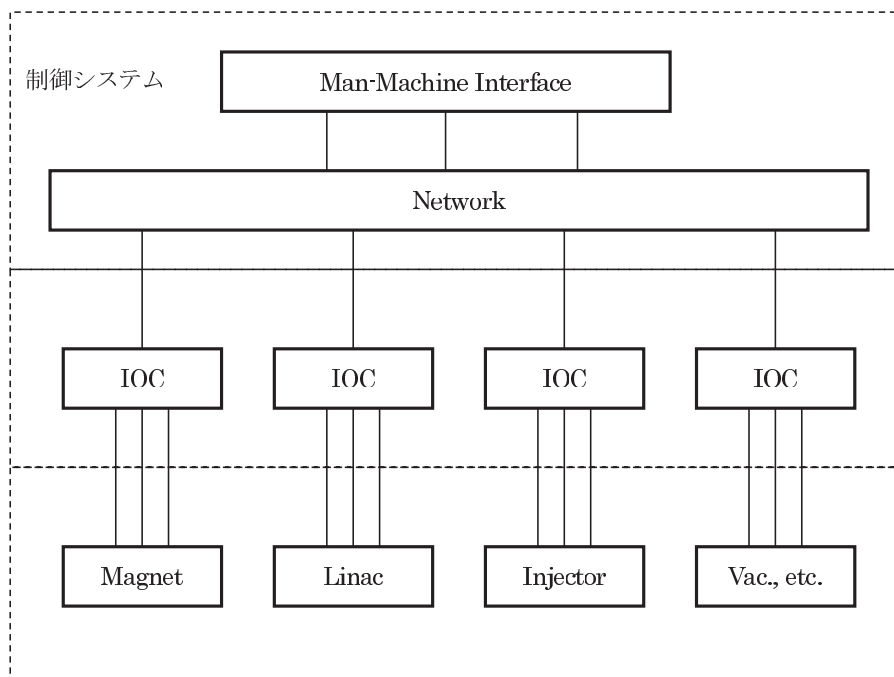 制御システム
Man-Machine Interface
Network
IOC
IOC
IOC
IOC
Magnet
Linac
Injector
Vac., etc.